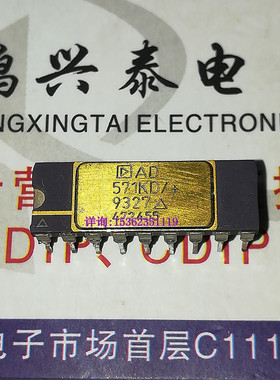 鸿兴泰电
NGXINGTAI ELECTRON
AD
571KD/+
9327△
详询:15362351119
DIP CDIP
电子市场首层C111